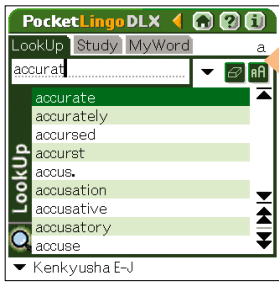 PocketLingo DLX
LookUp Study MyWord a
accurat
aA
accurate
accurately
accursed
accurst
accus.
accusation
accusative
accusatory
accuse
LookUp
Kenkyusha E-J